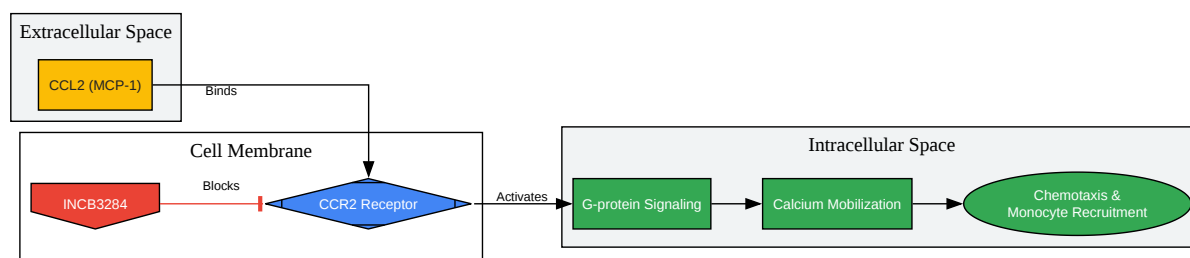 Extracellular Space
CCL2 (MCP-1)
Binds
Cell Membrane
INCB3284
Blocks
CCR2 Receptor
Activates
Intracellular Space
G-protein Signaling
Calcium Mobilization
Chemotaxis &
Monocyte Recruitment